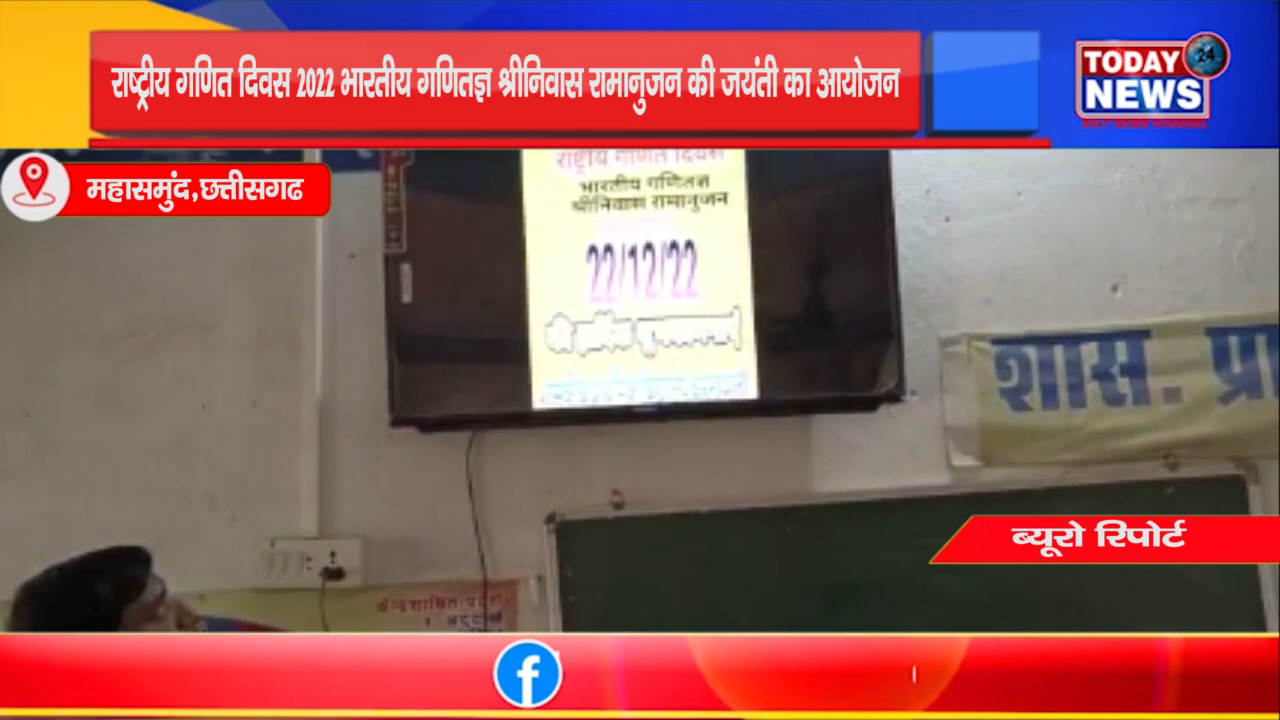 राष्ट्रीय गणित दिवस 2022 भारतीय गणितज्ञ श्रीनिवास रामानुजन की जयंती का आयोजन
TODAY 24
NEWS
महासमुंद,छत्तीसगढ
राष्ट्रीय गणित दिवस
भारतीय गणितज्ञ
श्रीनिवास रामानुजन
22/12/22
शास. प्रा
ब्यूरो रिपोर्ट
केन्द्रशासित